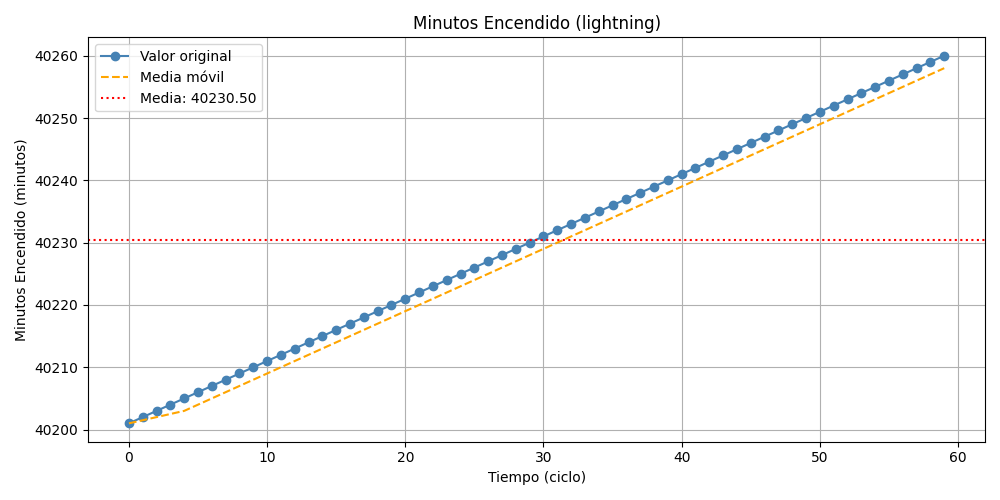 Minutos Encendido (lightning)
Valor original
Media móvil
Media: 40230.50
Minutos Encendido (minutos)
40260
40250
40240
40230
40220
40210
40200
0 10 20 30 40 50 60
Tiempo (ciclo)